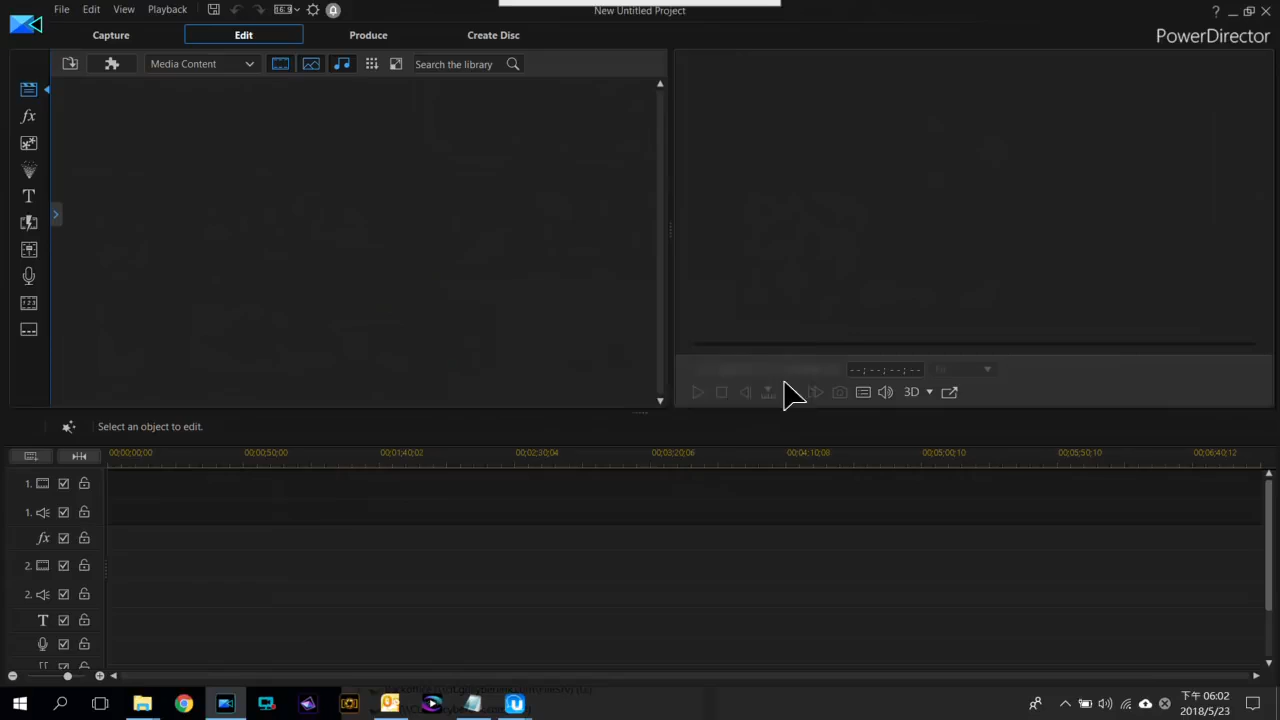 File Edit View Playback 16:9 New Untitled Project ?
Capture Edit Produce Create Disc PowerDirector
Media Content Search the library
fx
T
--;--;--;--
3D
Select an object to edit.
00;00;00;00 00;00;50;00 00;01;40;02 00;02;30;04 00;03;20;06 00;04;10;08 00;05;00;10 00;05;50;10 00;06;40;12
1.
1.
fx
2.
2.
T
下午 06:02
2018/5/23